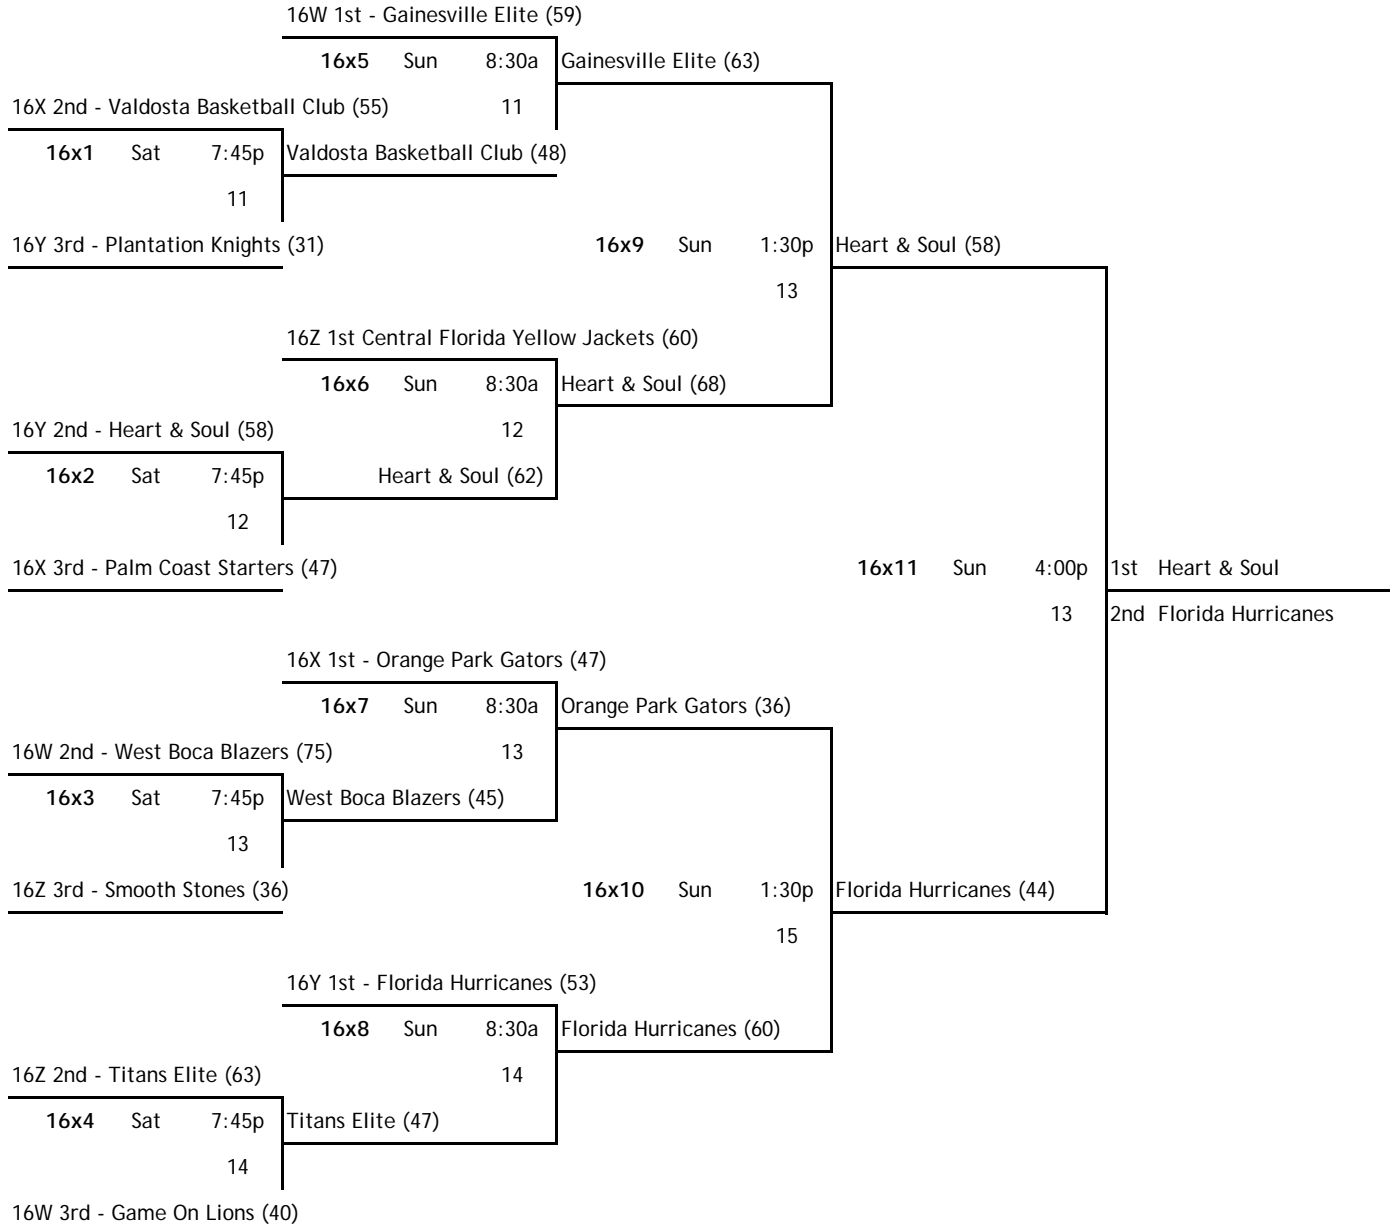 16W 1st - Gainesville Elite (59)
16x5 Sun 8:30a Gainesville Elite (63)
16X 2nd - Valdosta Basketball Club (55) 11
16x1 Sat 7:45p Valdosta Basketball Club (48)
11
16Y 3rd - Plantation Knights (31) 16x9 Sun 1:30p Heart & Soul (58)
13
16Z 1st Central Florida Yellow Jackets (60)
16x6 Sun 8:30a Heart & Soul (68)
16Y 2nd - Heart & Soul (58) 12
16x2 Sat 7:45p Heart & Soul (62)
12
16X 3rd - Palm Coast Starters (47) 16x11 Sun 4:00p 1st Heart & Soul
13 2nd Florida Hurricanes
16X 1st - Orange Park Gators (47)
16x7 Sun 8:30a Orange Park Gators (36)
16W 2nd - West Boca Blazers (75) 13
16x3 Sat 7:45p West Boca Blazers (45)
13
16Z 3rd - Smooth Stones (36) 16x10 Sun 1:30p Florida Hurricanes (44)
15
16Y 1st - Florida Hurricanes (53)
16x8 Sun 8:30a Florida Hurricanes (60)
16Z 2nd - Titans Elite (63) 14
16x4 Sat 7:45p Titans Elite (47)
14
16W 3rd - Game On Lions (40)